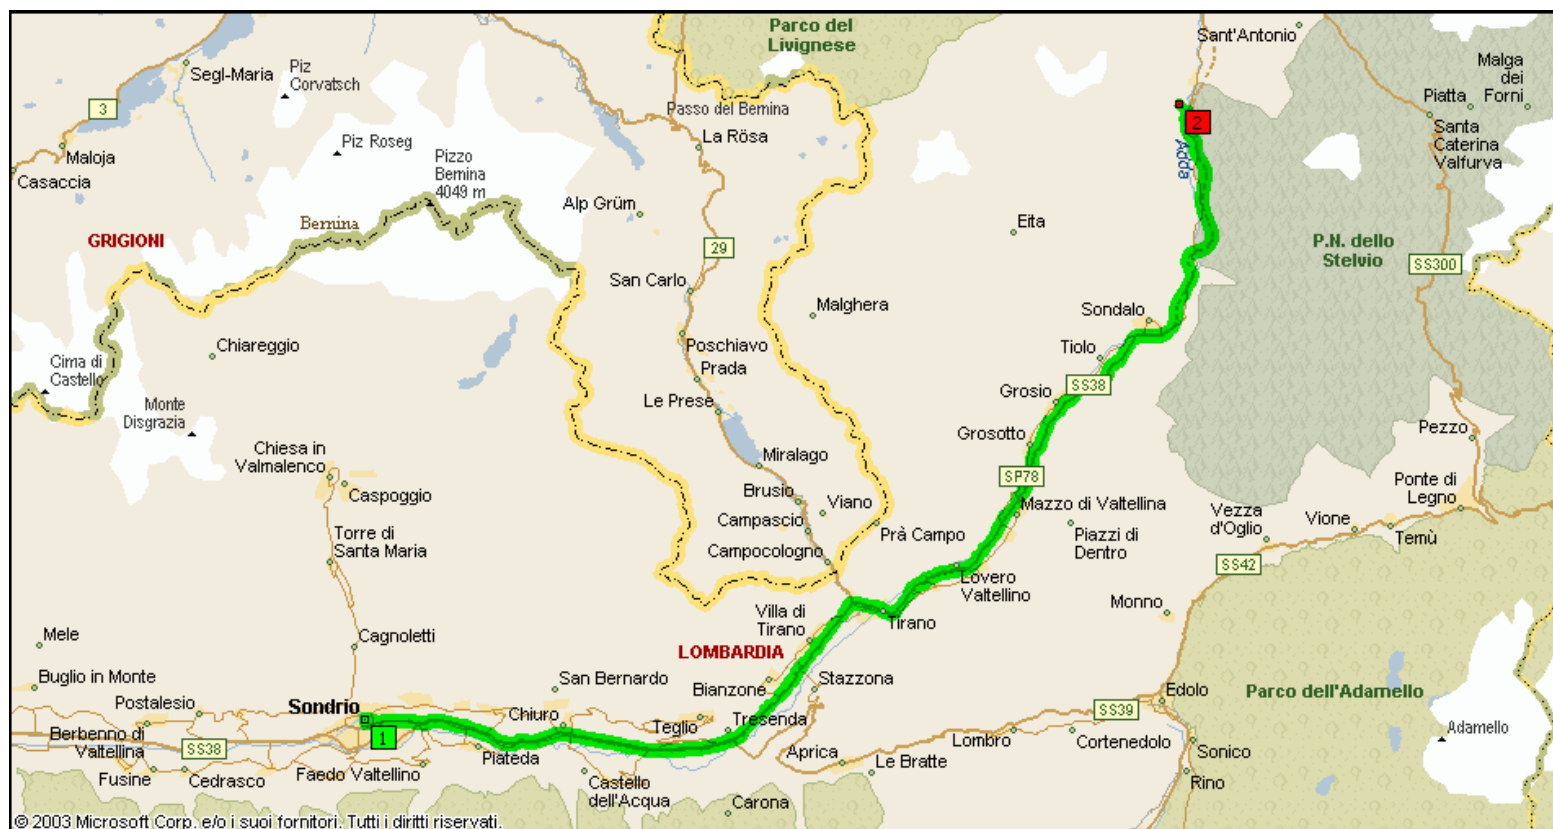 Parco del
Livignese
Sant'Antonio
Segl-Maria
Piz
Corvatsch
Malga
dei
Forni
Piatta
3
Passo del Bernina
2
Santa
Caterina
Valfurva
La Rösa
Maloja
Piz Roseg
Pizzo
Bernina
4049 m
Adda
Casaccia
Alp Grüm
Eita
Bernina
GRIGIONI
29
P.N. dello
Stelvio
SS300
San Carlo
Malghera
Sondalo
Chiareggio
Poschiavo
Tiolo
Cima di
Castello
Prada
SS38
Grosio
Le Prese
Monte
Disgrazia
Grosotto
Pezzo
Chiesa in
Valmalenco
Miralago
SP78
Ponte di
Legno
Caspoggio
Brusio
Viano
Mazzo di Valtellina
Vezza
d'Oglio
Vione
Temù
Campascio
Prà Campo
Piazzi di
Dentro
Torre di
Santa Maria
Campocologno
SS42
Lovero
Valtellino
Monno
Villa di
Tirano
Tirano
Mele
Cagnoletti
LOMBARDIA
Buglio in Monte
San Bernardo
Bianzone
Stazzona
Edolo
Parco dell'Adamello
Postalesio
Sondrio
Chiuro
Teglio
Tresenda
SS39
Adamello
Berbenno di
Valtellina
SS38
1
Piateda
Aprica
Lombro
Cortenedolo
Sonico
Fusine
Cedrasco
Faedo Valtellino
Castello
dell'Acqua
Le Bratte
Rino
Carona
© 2003 Microsoft Corp. e/o i suoi fornitori. Tutti i diritti riservati.